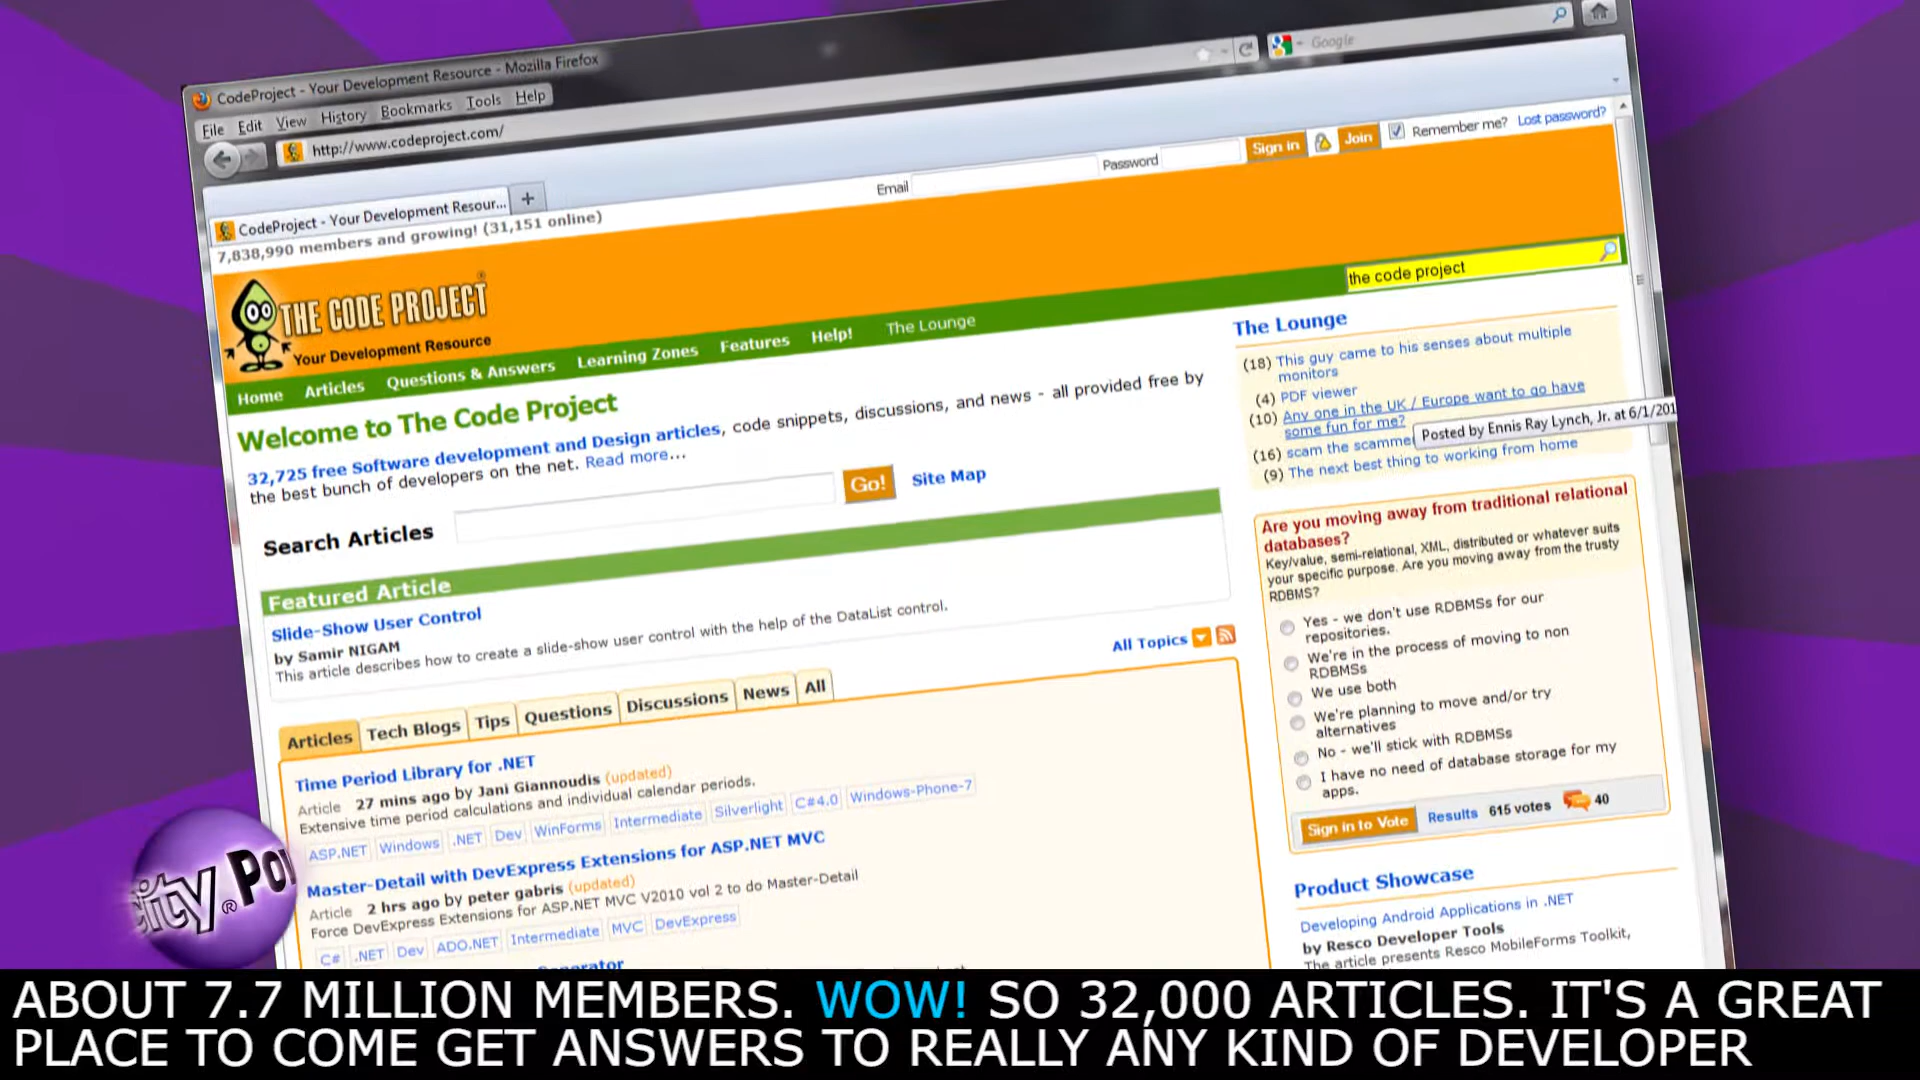 CodeProject - Your Development Resource - Mozilla Firefox
File Edit View History Bookmarks Tools Help
http://www.codeproject.com/
Google
CodeProject - Your Development Resour...
+
Email
Password
Sign in
Join
Remember me?
Lost password?
7,838,990 members and growing! (31,151 online)
THE CODE PROJECT®
Your Development Resource
the code project
Home Articles Questions & Answers Learning Zones Features Help! The Lounge
Welcome to The Code Project
32,725 free Software development and Design articles, code snippets, discussions, and news - all provided free by
the best bunch of developers on the net. Read more...
Search Articles
Go!
Site Map
Featured Article
Slide-Show User Control
by Samir NIGAM
This article describes how to create a slide-show user control with the help of the DataList control.
All Topics
Articles Tech Blogs Tips Questions Discussions News All
Time Period Library for .NET
Article 27 mins ago by Jani Giannoudis (updated)
Extensive time period calculations and individual calendar periods.
ASP.NET Windows .NET Dev WinForms Intermediate Silverlight C#4.0 Windows-Phone-7
Master-Detail with DevExpress Extensions for ASP.NET MVC
Article 2 hrs ago by peter gabris (updated)
Force DevExpress Extensions for ASP.NET MVC V2010 vol 2 to do Master-Detail
C# .NET Dev ADO.NET Intermediate MVC DevExpress
The Lounge
(18) This guy came to his senses about multiple
monitors
(4) PDF viewer
(10) Any one in the UK / Europe want to go have
some fun for me?
Posted by Ennis Ray Lynch, Jr. at 6/1/201
(16) scam the scamme
(9) The next best thing to working from home
Are you moving away from traditional relational
databases?
Key/value, semi-relational, XML, distributed or whatever suits
your specific purpose. Are you moving away from the trusty
RDBMS?
Yes - we don't use RDBMSs for our
repositories.
We're in the process of moving to non
RDBMSs
We use both
We're planning to move and/or try
alternatives
No - we'll stick with RDBMSs
I have no need of database storage for my
apps.
Sign in to Vote Results 615 votes 40
Product Showcase
Developing Android Applications in .NET
by Resco Developer Tools
The article presents Resco MobileForms Toolkit,
city.® Po
ABOUT 7.7 MILLION MEMBERS. WOW! SO 32,000 ARTICLES. IT'S A GREAT
PLACE TO COME GET ANSWERS TO REALLY ANY KIND OF DEVELOPER